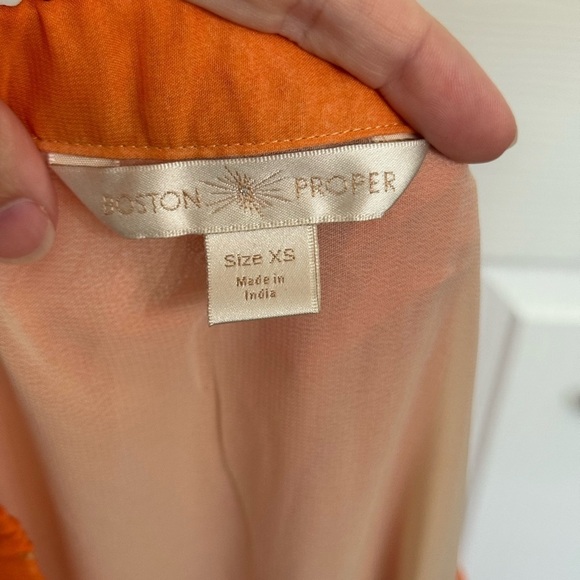 BOSTON PROPER
Size XS
Made in
India